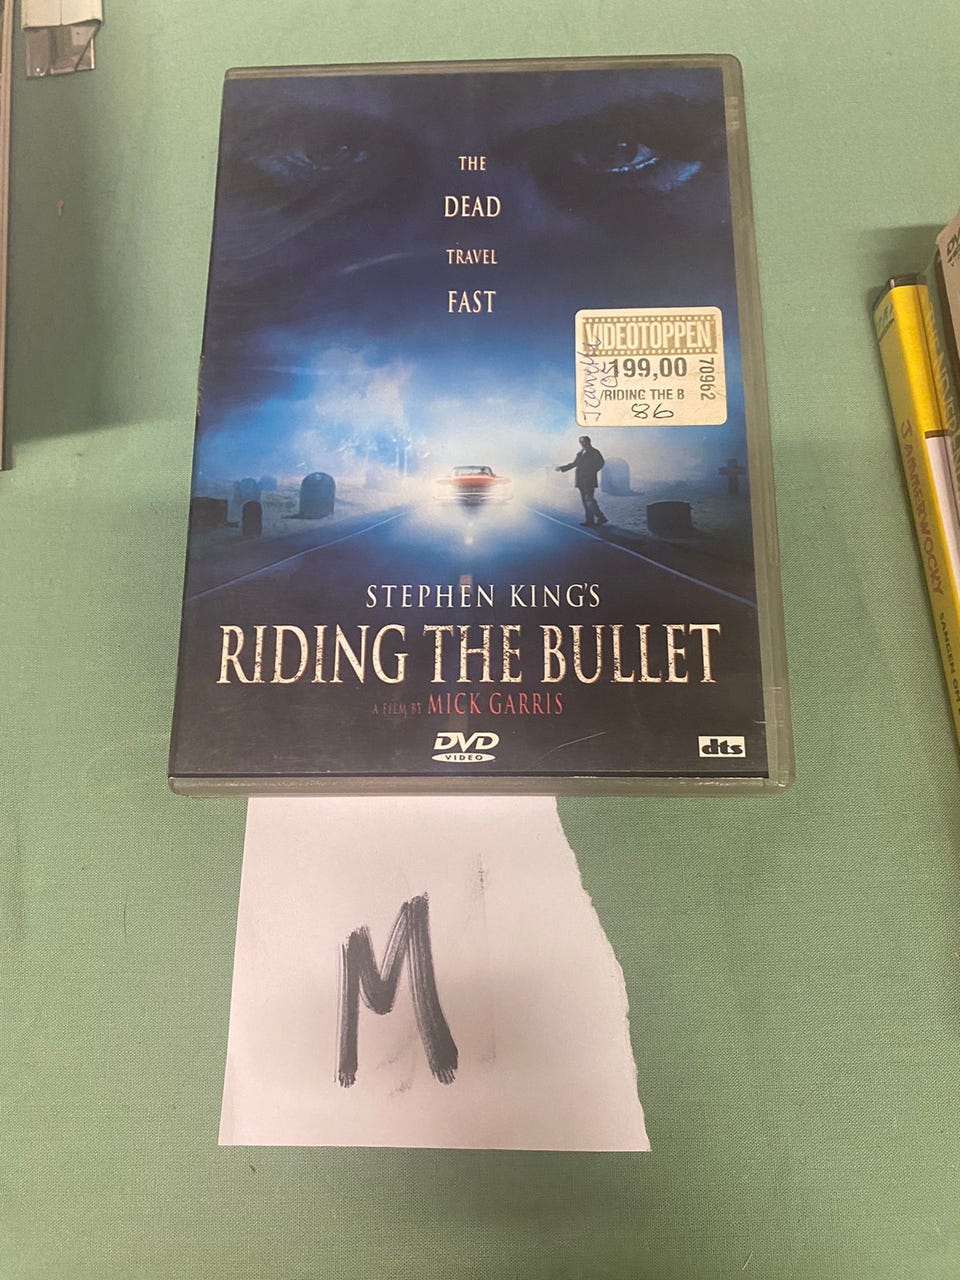 THE
DEAD
TRAVEL
FAST
VIDEOTOPPEN
199,00
70962
/RIDING THE B
86
STEPHEN KING'S
RIDING THE BULLET
A FILM BY MICK GARRIS
DVD
VIDEO
dts
M
JABBERWOCKY